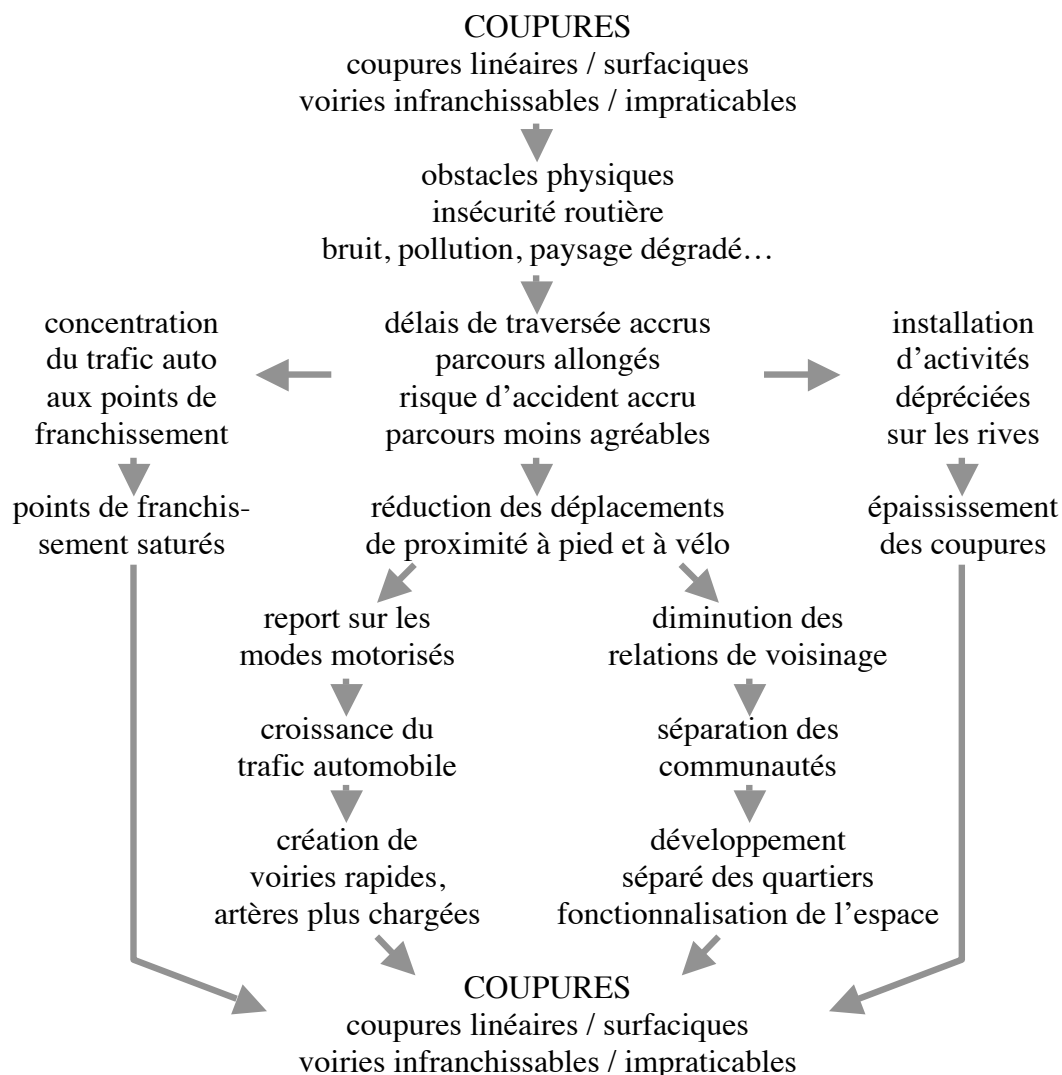 COUPURES
coupures linéaires / surfaciques
voiries infranchissables / impraticables
obstacles physiques
insécurité routière
bruit, pollution, paysage dégradé…
concentration
du trafic auto
aux points de
franchissement
délais de traversée accrus
parcours allongés
risque d’accident accru
parcours moins agréables
installation
d’activités
dépréciées
sur les rives
points de franchis-
sement saturés
réduction des déplacements
de proximité à pied et à vélo
épaississement
des coupures
report sur les
modes motorisés
diminution des
relations de voisinage
croissance du
trafic automobile
séparation des
communautés
création de
voiries rapides,
artères plus chargées
développement
séparé des quartiers
fonctionnalisation de l’espace
COUPURES
coupures linéaires / surfaciques
voiries infranchissables / impraticables